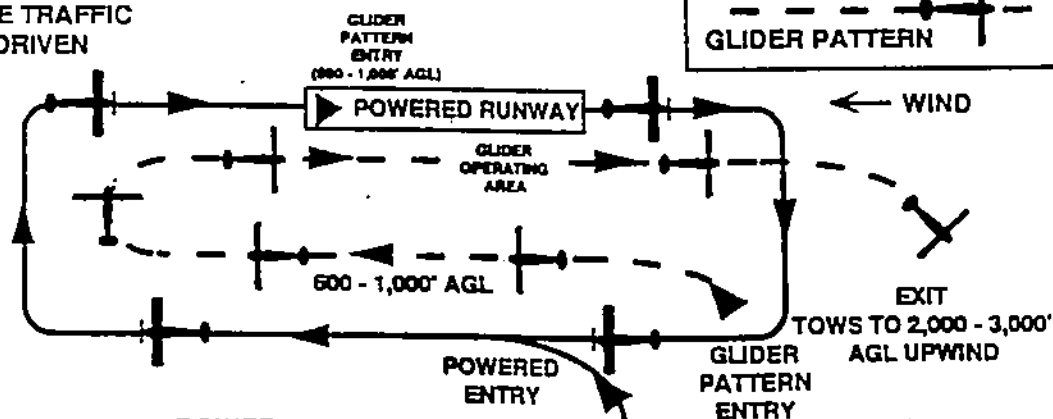 E TRAFFIC
DRIVEN
GLIDER
PATTERN
ENTRY
GLIDER PATTERN
POWERED RUNWAY
WIND
GLIDER
OPERATING
AREA
600 - 1,000' AGL
EXIT
TOWS TO 2,000 - 3,000'
AGL UPWIND
POWERED
ENTRY
GLIDER
PATTERN
ENTRY